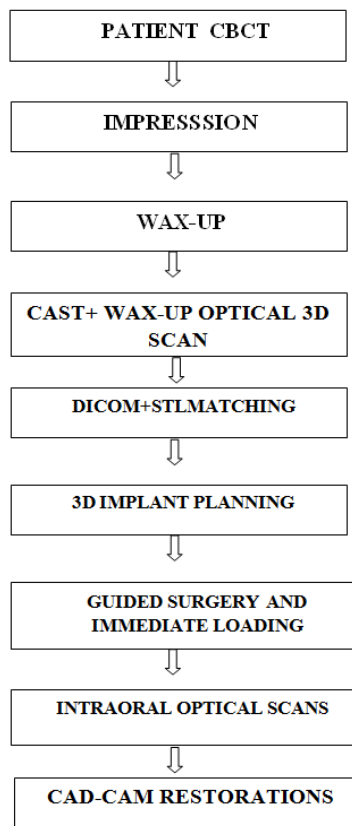 PATIENT CBCT
IMPRESSSION
WAX-UP
CAST+ WAX-UP OPTICAL 3D
SCAN
DICOM+STLMATCHING
3D IMPLANT PLANNING
GUIDED SURGERY AND
IMMEDIATE LOADING
INTRAORAL OPTICAL SCANS
CAD-CAM RESTORATIONS